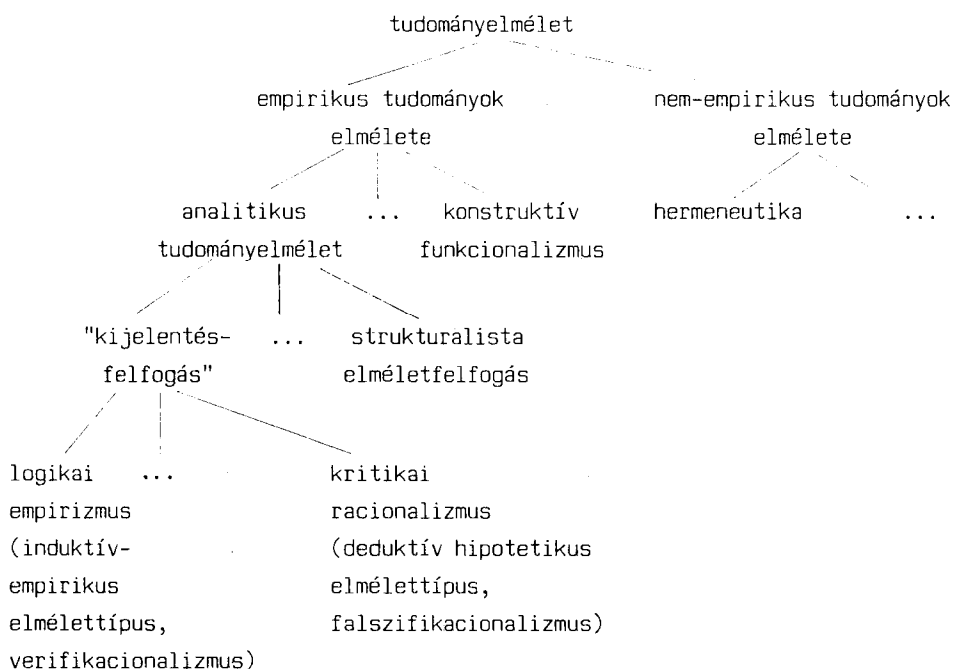 tudományelmélet
empirikus tudományok nem-empirikus tudományok
elmélete elmélete
analitikus ... konstruktív hermeneutika ...
tudományelmélet funkcionalizmus
"kijelentés- ... strukturalista
felfogás" elméletfelfogás
logikai ... kritikai
empirizmus racionalizmus
(induktív- (deduktív hipotetikus
empirikus elmélettípus,
elmélettípus, falszifikacionalizmus)
verifikacionalizmus)